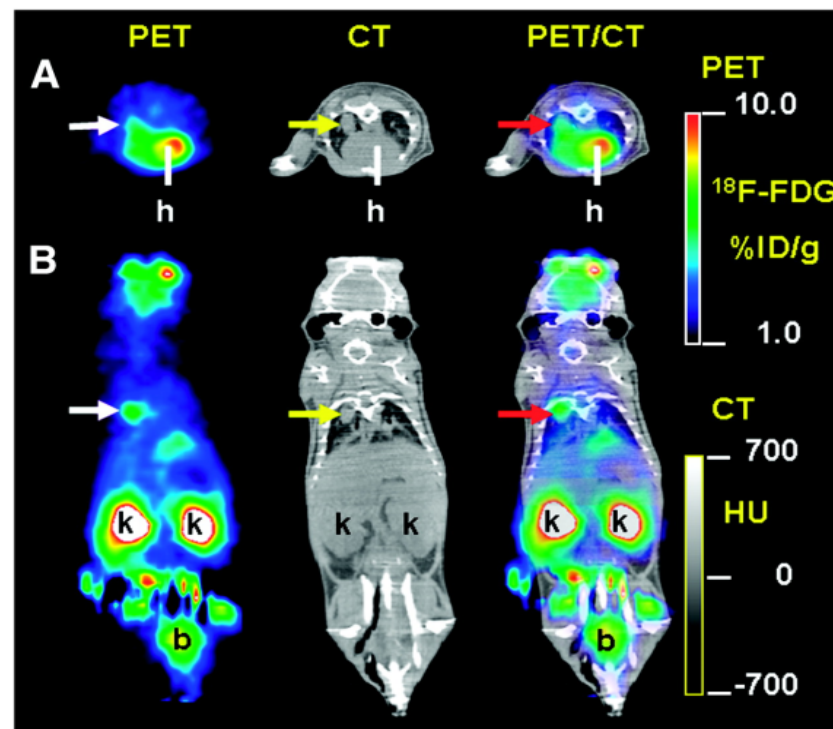 PET CT PET/CT
A
h h
PET
10.0
¹⁸F-FDG
%ID/g
1.0
B
k k k k k k
b b
CT
700
HU
0
-700